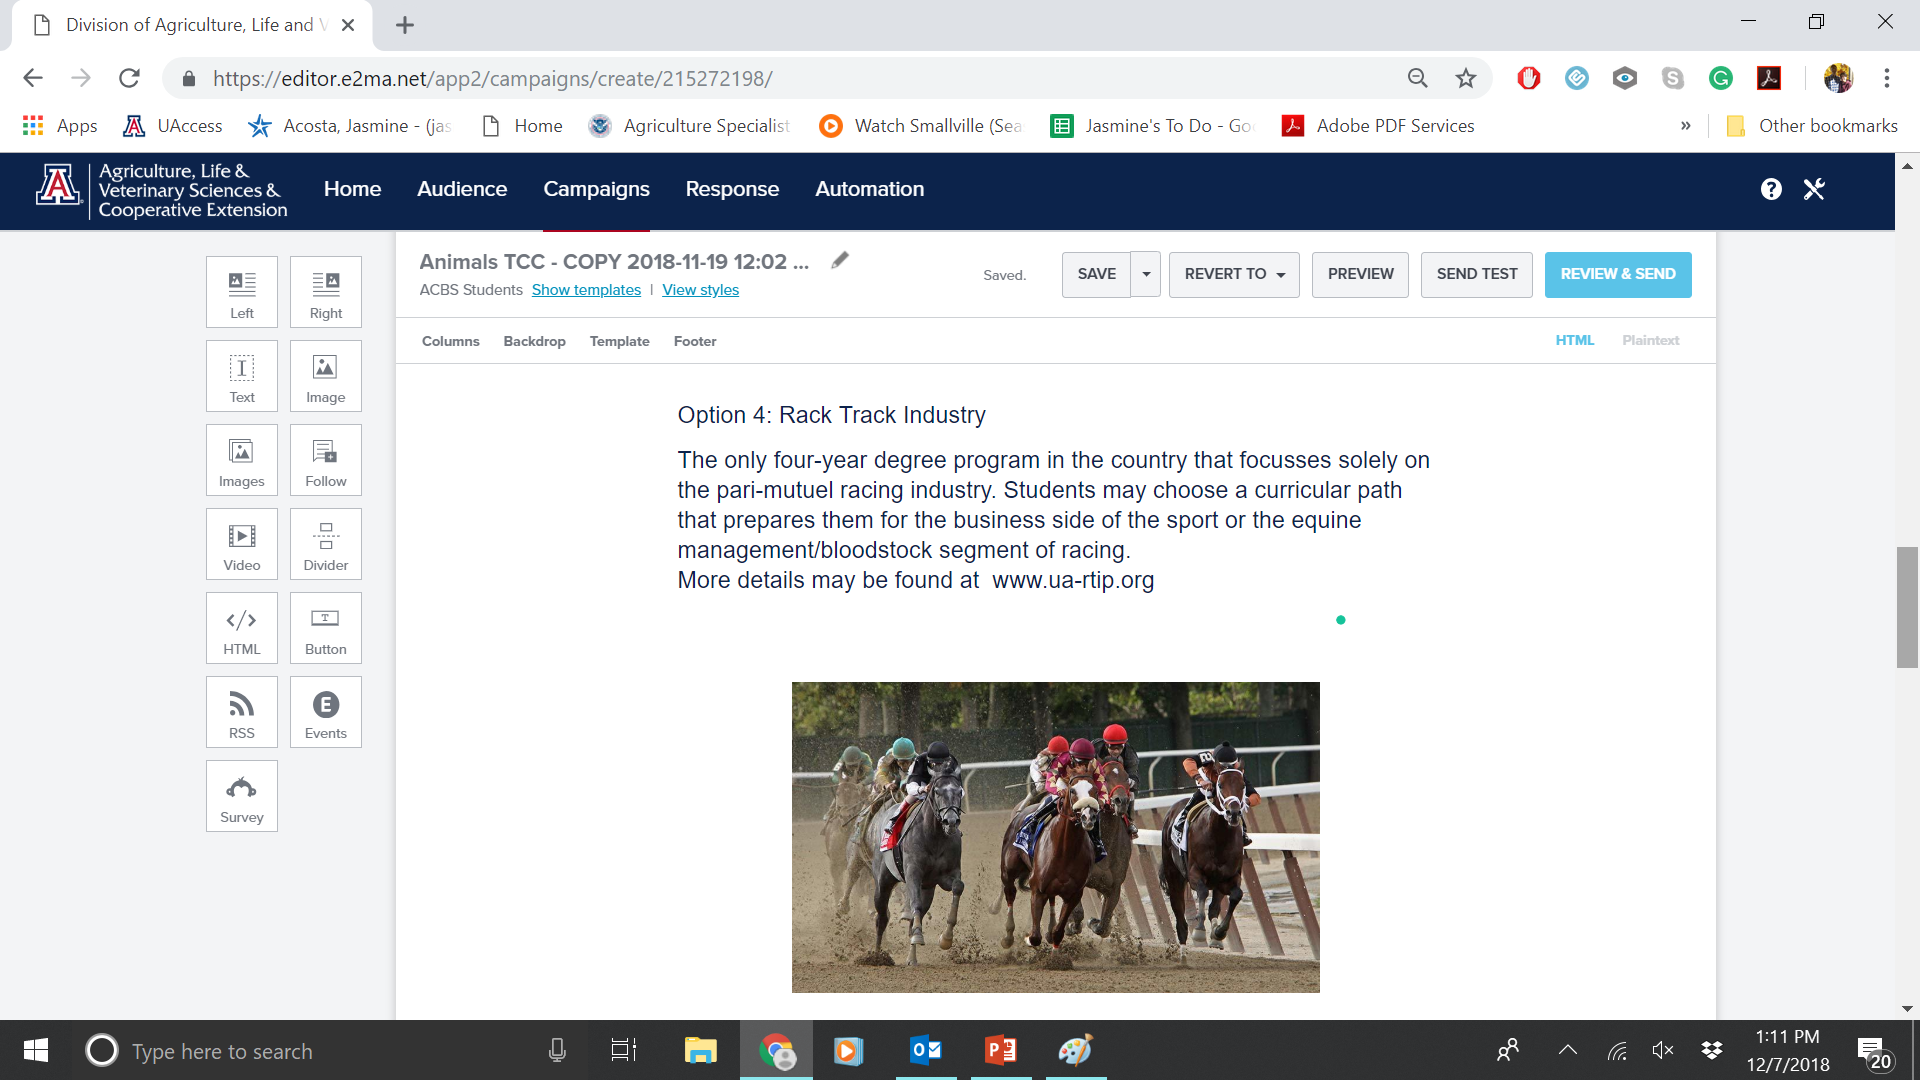 Division of Agriculture, Life and V
https://editor.e2ma.net/app2/campaigns/create/215272198/
Apps UAccess Acosta, Jasmine - (jas Home Agriculture Specialist Watch Smallville (Sea Jasmine's To Do - Goo Adobe PDF Services » Other bookmarks
Agriculture, Life &
Veterinary Sciences &
Cooperative Extension
Home Audience Campaigns Response Automation
Animals TCC - COPY 2018-11-19 12:02 ...
ACBS Students Show templates | View styles
Saved.
SAVE REVERT TO PREVIEW SEND TEST REVIEW & SEND
Columns Backdrop Template Footer
HTML Plaintext
Left Right
Text Image
Images Follow
Video Divider
HTML Button
RSS Events
Survey
Option 4: Rack Track Industry
The only four-year degree program in the country that focusses solely on
the pari-mutuel racing industry. Students may choose a curricular path
that prepares them for the business side of the sport or the equine
management/bloodstock segment of racing.
More details may be found at www.ua-rtip.org
Type here to search
1:11 PM
12/7/2018
20